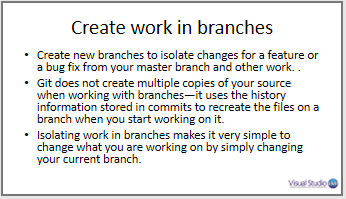 Create work in branches
• Create new branches to isolate changes for a feature or
a bug fix from your master branch and other work. .
• Git does not create multiple copies of your source
when working with branches—it uses the history
information stored in commits to recreate the files on a
branch when you start working on it.
• Isolating work in branches makes it very simple to
change what you are working on by simply changing
your current branch.
Visual Studio